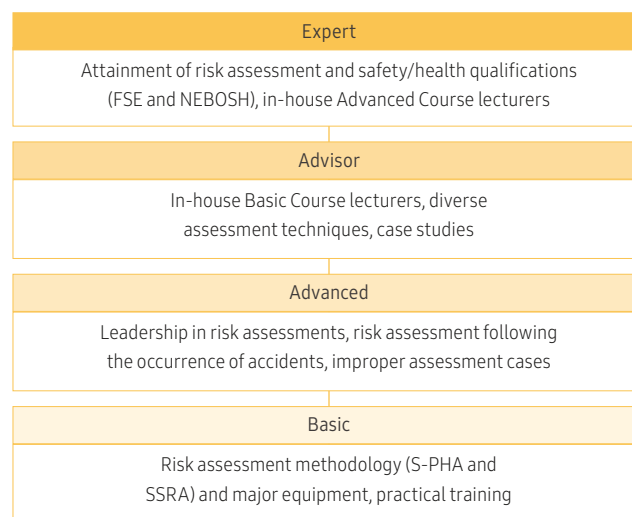 Expert
Attainment of risk assessment and safety/health qualifications
(FSE and NEBOSH), in-house Advanced Course lecturers
Advisor
In-house Basic Course lecturers, diverse
assessment techniques, case studies
Advanced
Leadership in risk assessments, risk assessment following
the occurrence of accidents, improper assessment cases
Basic
Risk assessment methodology (S-PHA and
SSRA) and major equipment, practical training